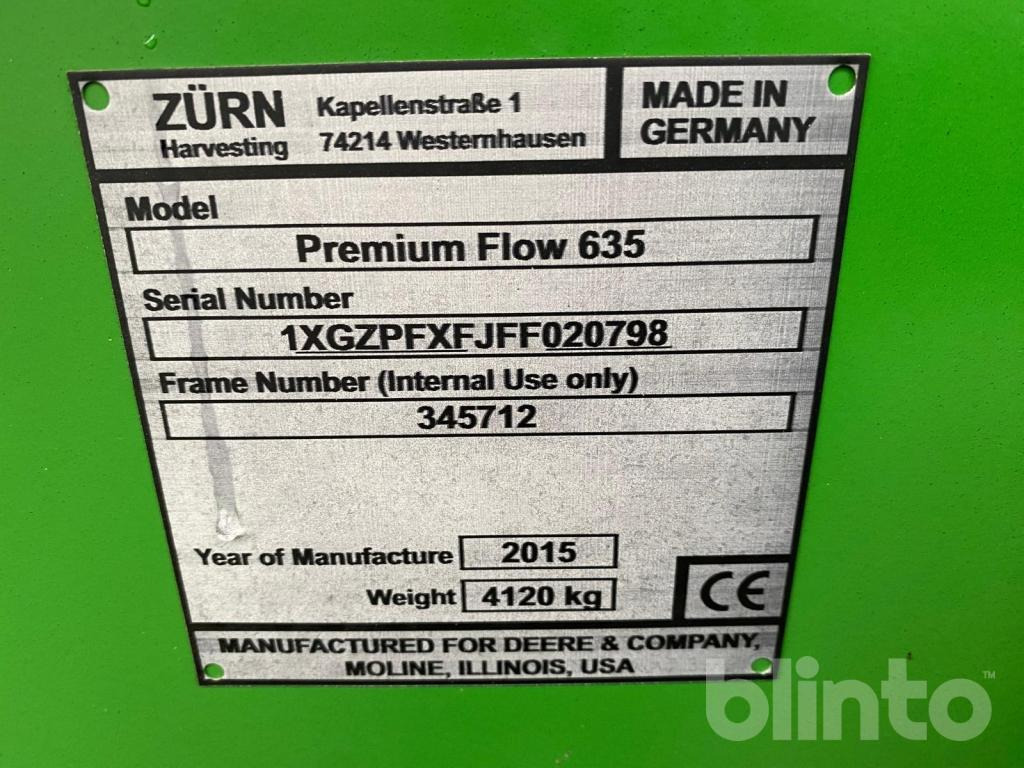 ZÜRN Kapellenstraße 1 MADE IN
Harvesting 74214 Westernhausen GERMANY
Model
Premium Flow 635
Serial Number
1XGZPFXFJFF020798
Frame Number (Internal Use only)
345712
Year of Manufacture 2015
Weight 4120 kg
CE
MANUFACTURED FOR DEERE & COMPANY,
MOLINE, ILLINOIS, USA
blinto™